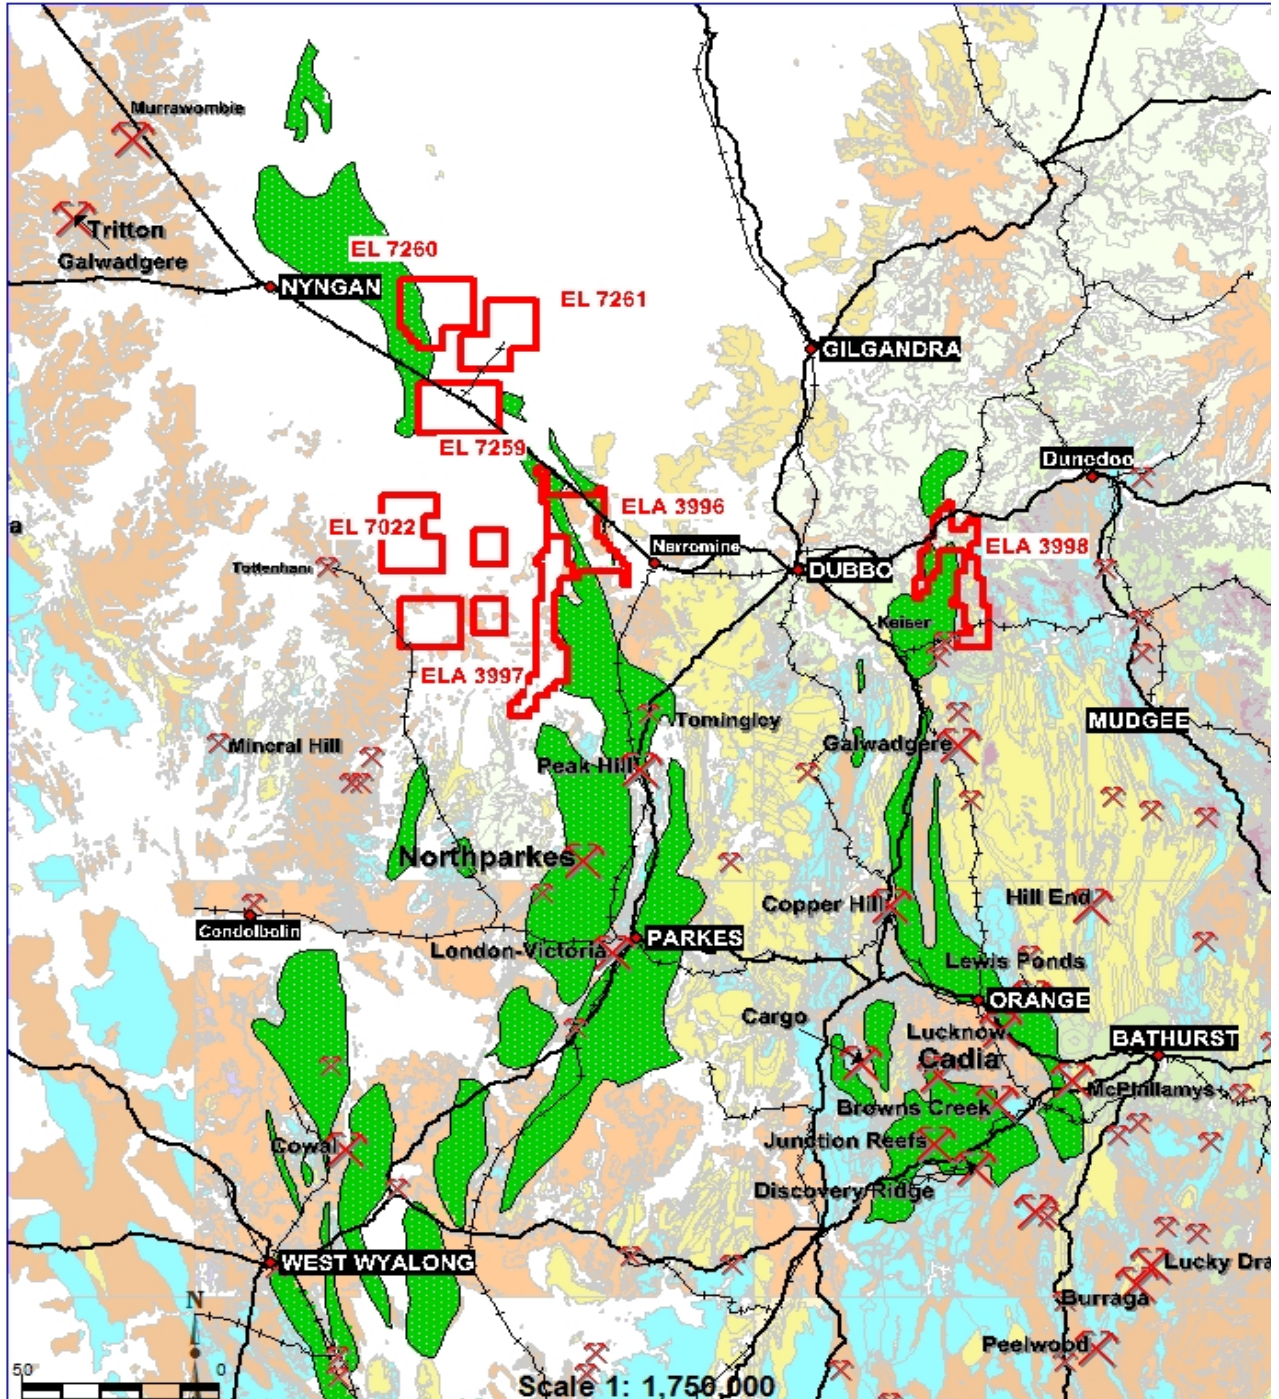 Murrawombie
Tritton
Galwadgere
EL 7260
NYNGAN
EL 7261
GILGANDRA
EL 7259
Dunedoo
EL 7022
ELA 3996
a
Narromine
ELA 3998
Tottenham
DUBBO
Keiser
ELA 3997
Tomingley
MUDGEE
Mineral Hill
Galwadgere
Peak Hill
Northparkes
Copper Hill
Hill End
Condolbolin
PARKES
London-Victoria
Lewis Ponds
ORANGE
Cargo
Lucknow
BATHURST
Cadia
McPhillamys
Browns Creek
Junction Reefs
Cowal
Discovery Ridge
WEST WYALONG
Lucky Dra
Burraga
N
Peelwood
50 0
Scale 1: 1,750,000